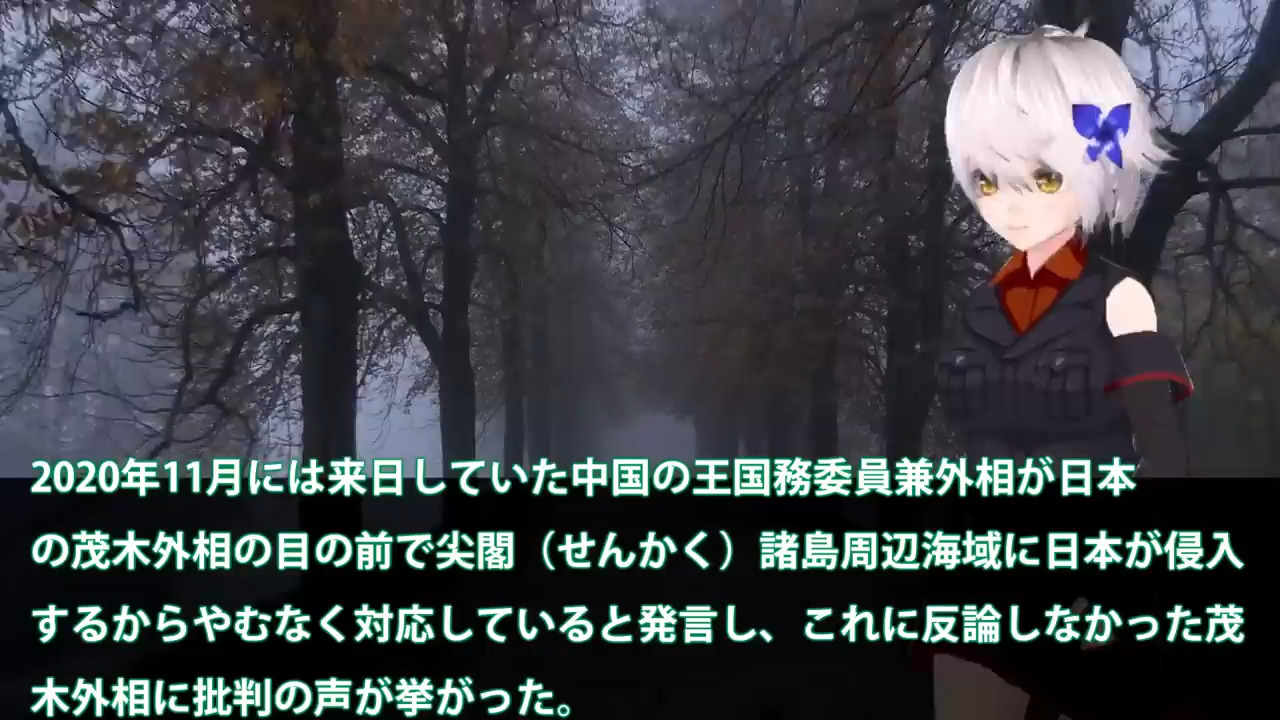 2020年11月には来日していた中国の王国務委員兼外相が日本
の茂木外相の目の前で尖閣（せんかく）諸島周辺海域に日本が侵入
するからやむなく対応していると発言し、これに反論しなかった茂
木外相に批判の声が挙がった。